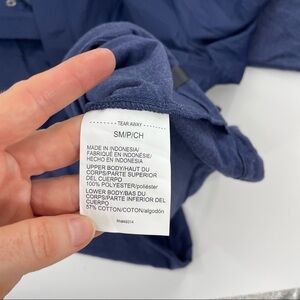 TEAR AWAY
SM/P/CH
MADE IN INDONESIA/
FABRIQUÉ EN INDONÉSIE/
HECHO EN INDONESIA
UPPER BODY/HAUT DU
CORPS/PARTE SUPERIOR
DEL CUERPO
100% POLYESTER/poliéster
LOWER BODY/BAS DU
CORPS/PARTE INFERIOR DEL
CUERPO
57% COTTON/COTON/algodón